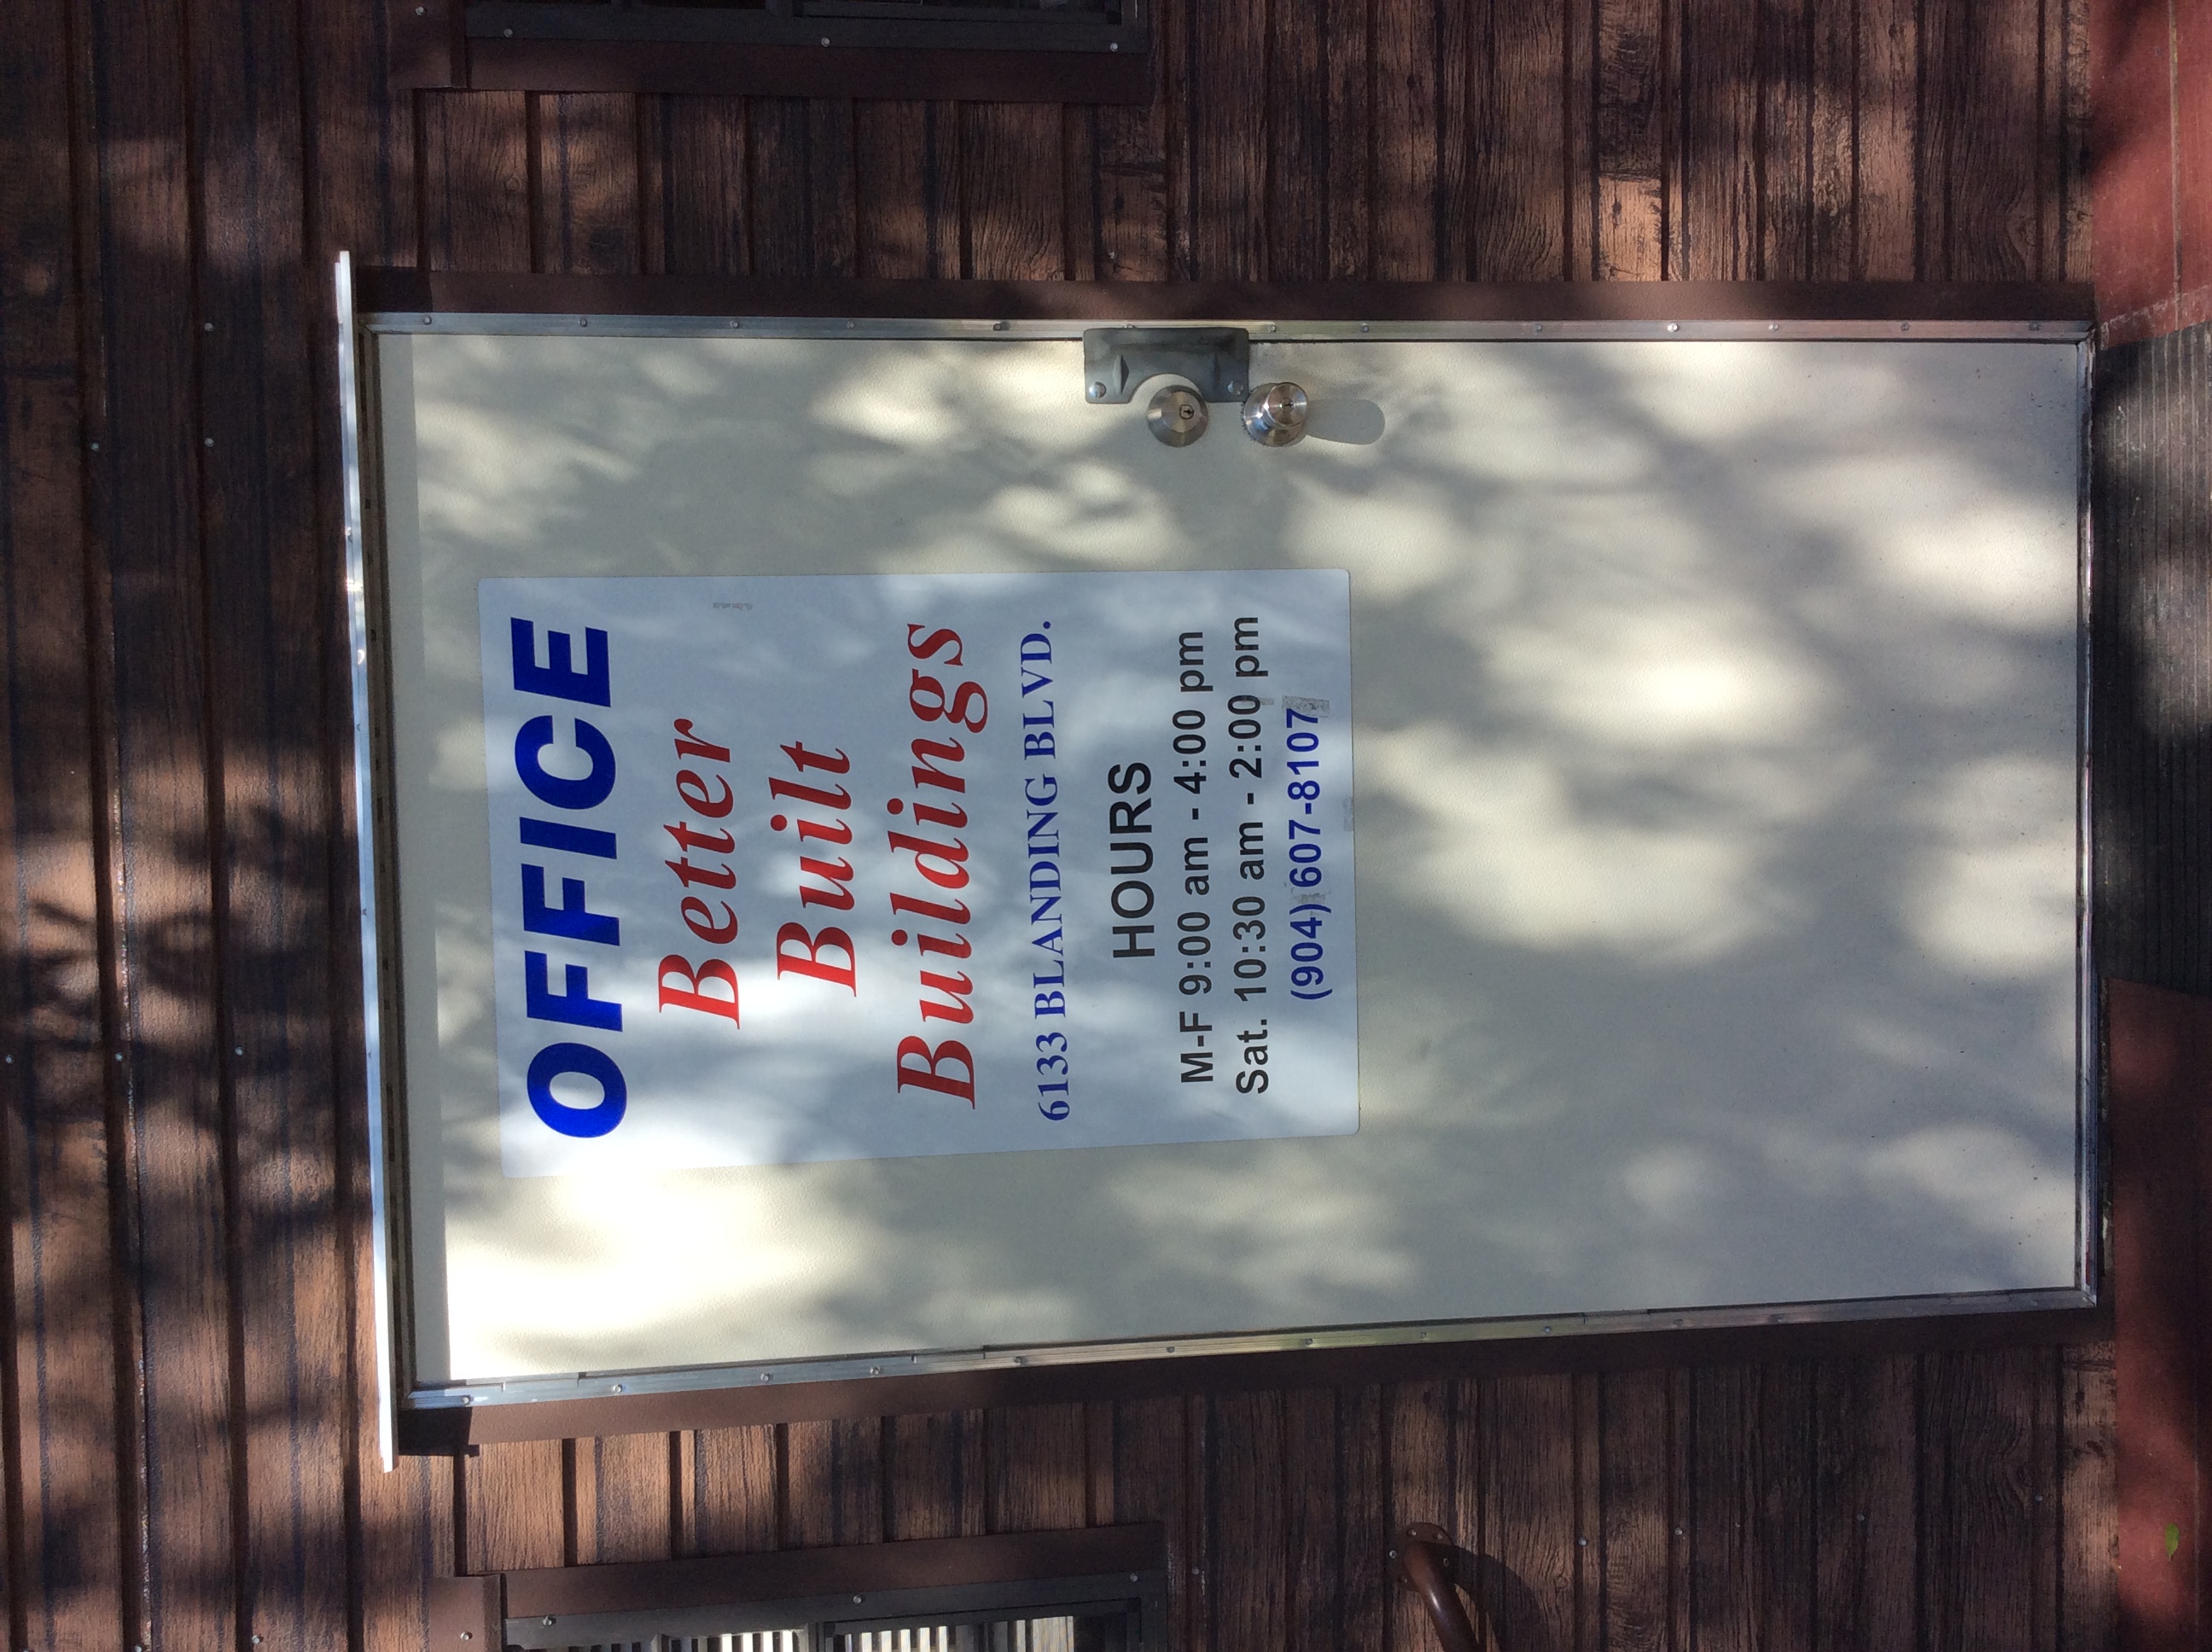 OFFICE
Better
Built
Buildings
6133 BLANDING BLVD.
HOURS
M-F 9:00 am - 4:00 pm
Sat. 10:30 am - 2:00 pm
(904) 607-8107